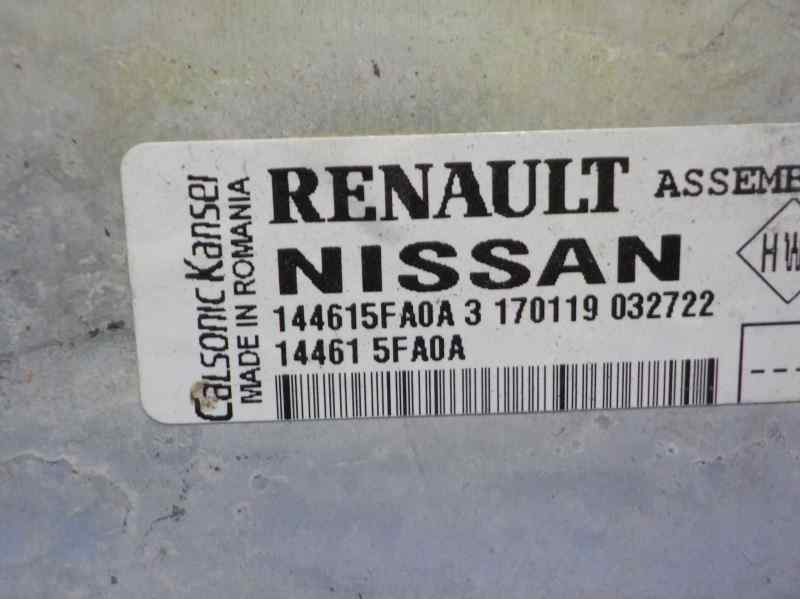 Calsonic Kansei
MADE IN ROMANIA
RENAULT
NISSAN
144615FA0A 3 170119 032722
14461 5FA0A
---